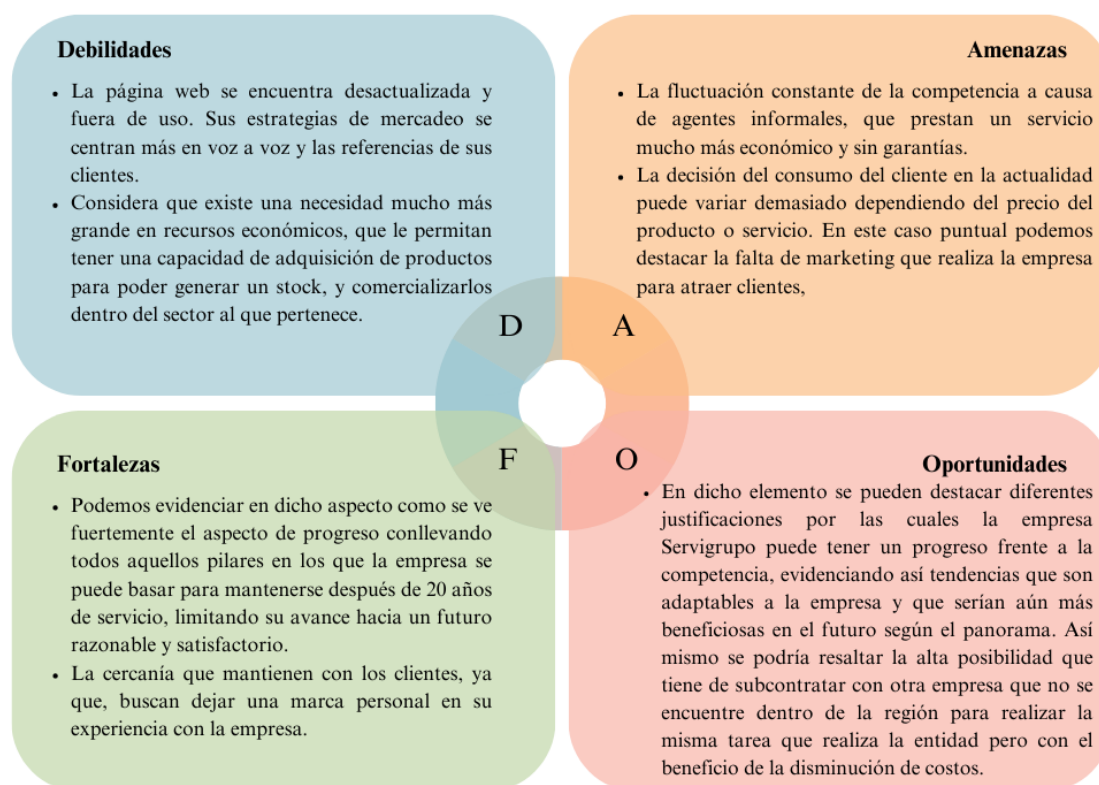 Debilidades
• La página web se encuentra desactualizada y
fuera de uso. Sus estrategias de mercadeo se
centran más en voz a voz y las referencias de sus
clientes.
• Considera que existe una necesidad mucho más
grande en recursos económicos, que le permitan
tener una capacidad de adquisición de productos
para poder generar un stock, y comercializarlos
dentro del sector al que pertenece.
Amenazas
• La fluctuación constante de la competencia a causa
de agentes informales, que prestan un servicio
mucho más económico y sin garantías.
• La decisión del consumo del cliente en la actualidad
puede variar demasiado dependiendo del precio del
producto o servicio. En este caso puntual podemos
destacar la falta de marketing que realiza la empresa
para atraer clientes,
D
A
F
O
Fortalezas
• Podemos evidenciar en dicho aspecto como se ve
fuertemente el aspecto de progreso conllevando
todos aquellos pilares en los que la empresa se
puede basar para mantenerse después de 20 años
de servicio, limitando su avance hacia un futuro
razonable y satisfactorio.
• La cercanía que mantienen con los clientes, ya
que, buscan dejar una marca personal en su
experiencia con la empresa.
Oportunidades
• En dicho elemento se pueden destacar diferentes
justificaciones por las cuales la empresa
Servigrupo puede tener un progreso frente a la
competencia, evidenciando así tendencias que son
adaptables a la empresa y que serían aún más
beneficiosas en el futuro según el panorama. Así
mismo se podría resaltar la alta posibilidad que
tiene de subcontratar con otra empresa que no se
encuentre dentro de la región para realizar la
misma tarea que realiza la entidad pero con el
beneficio de la disminución de costos.